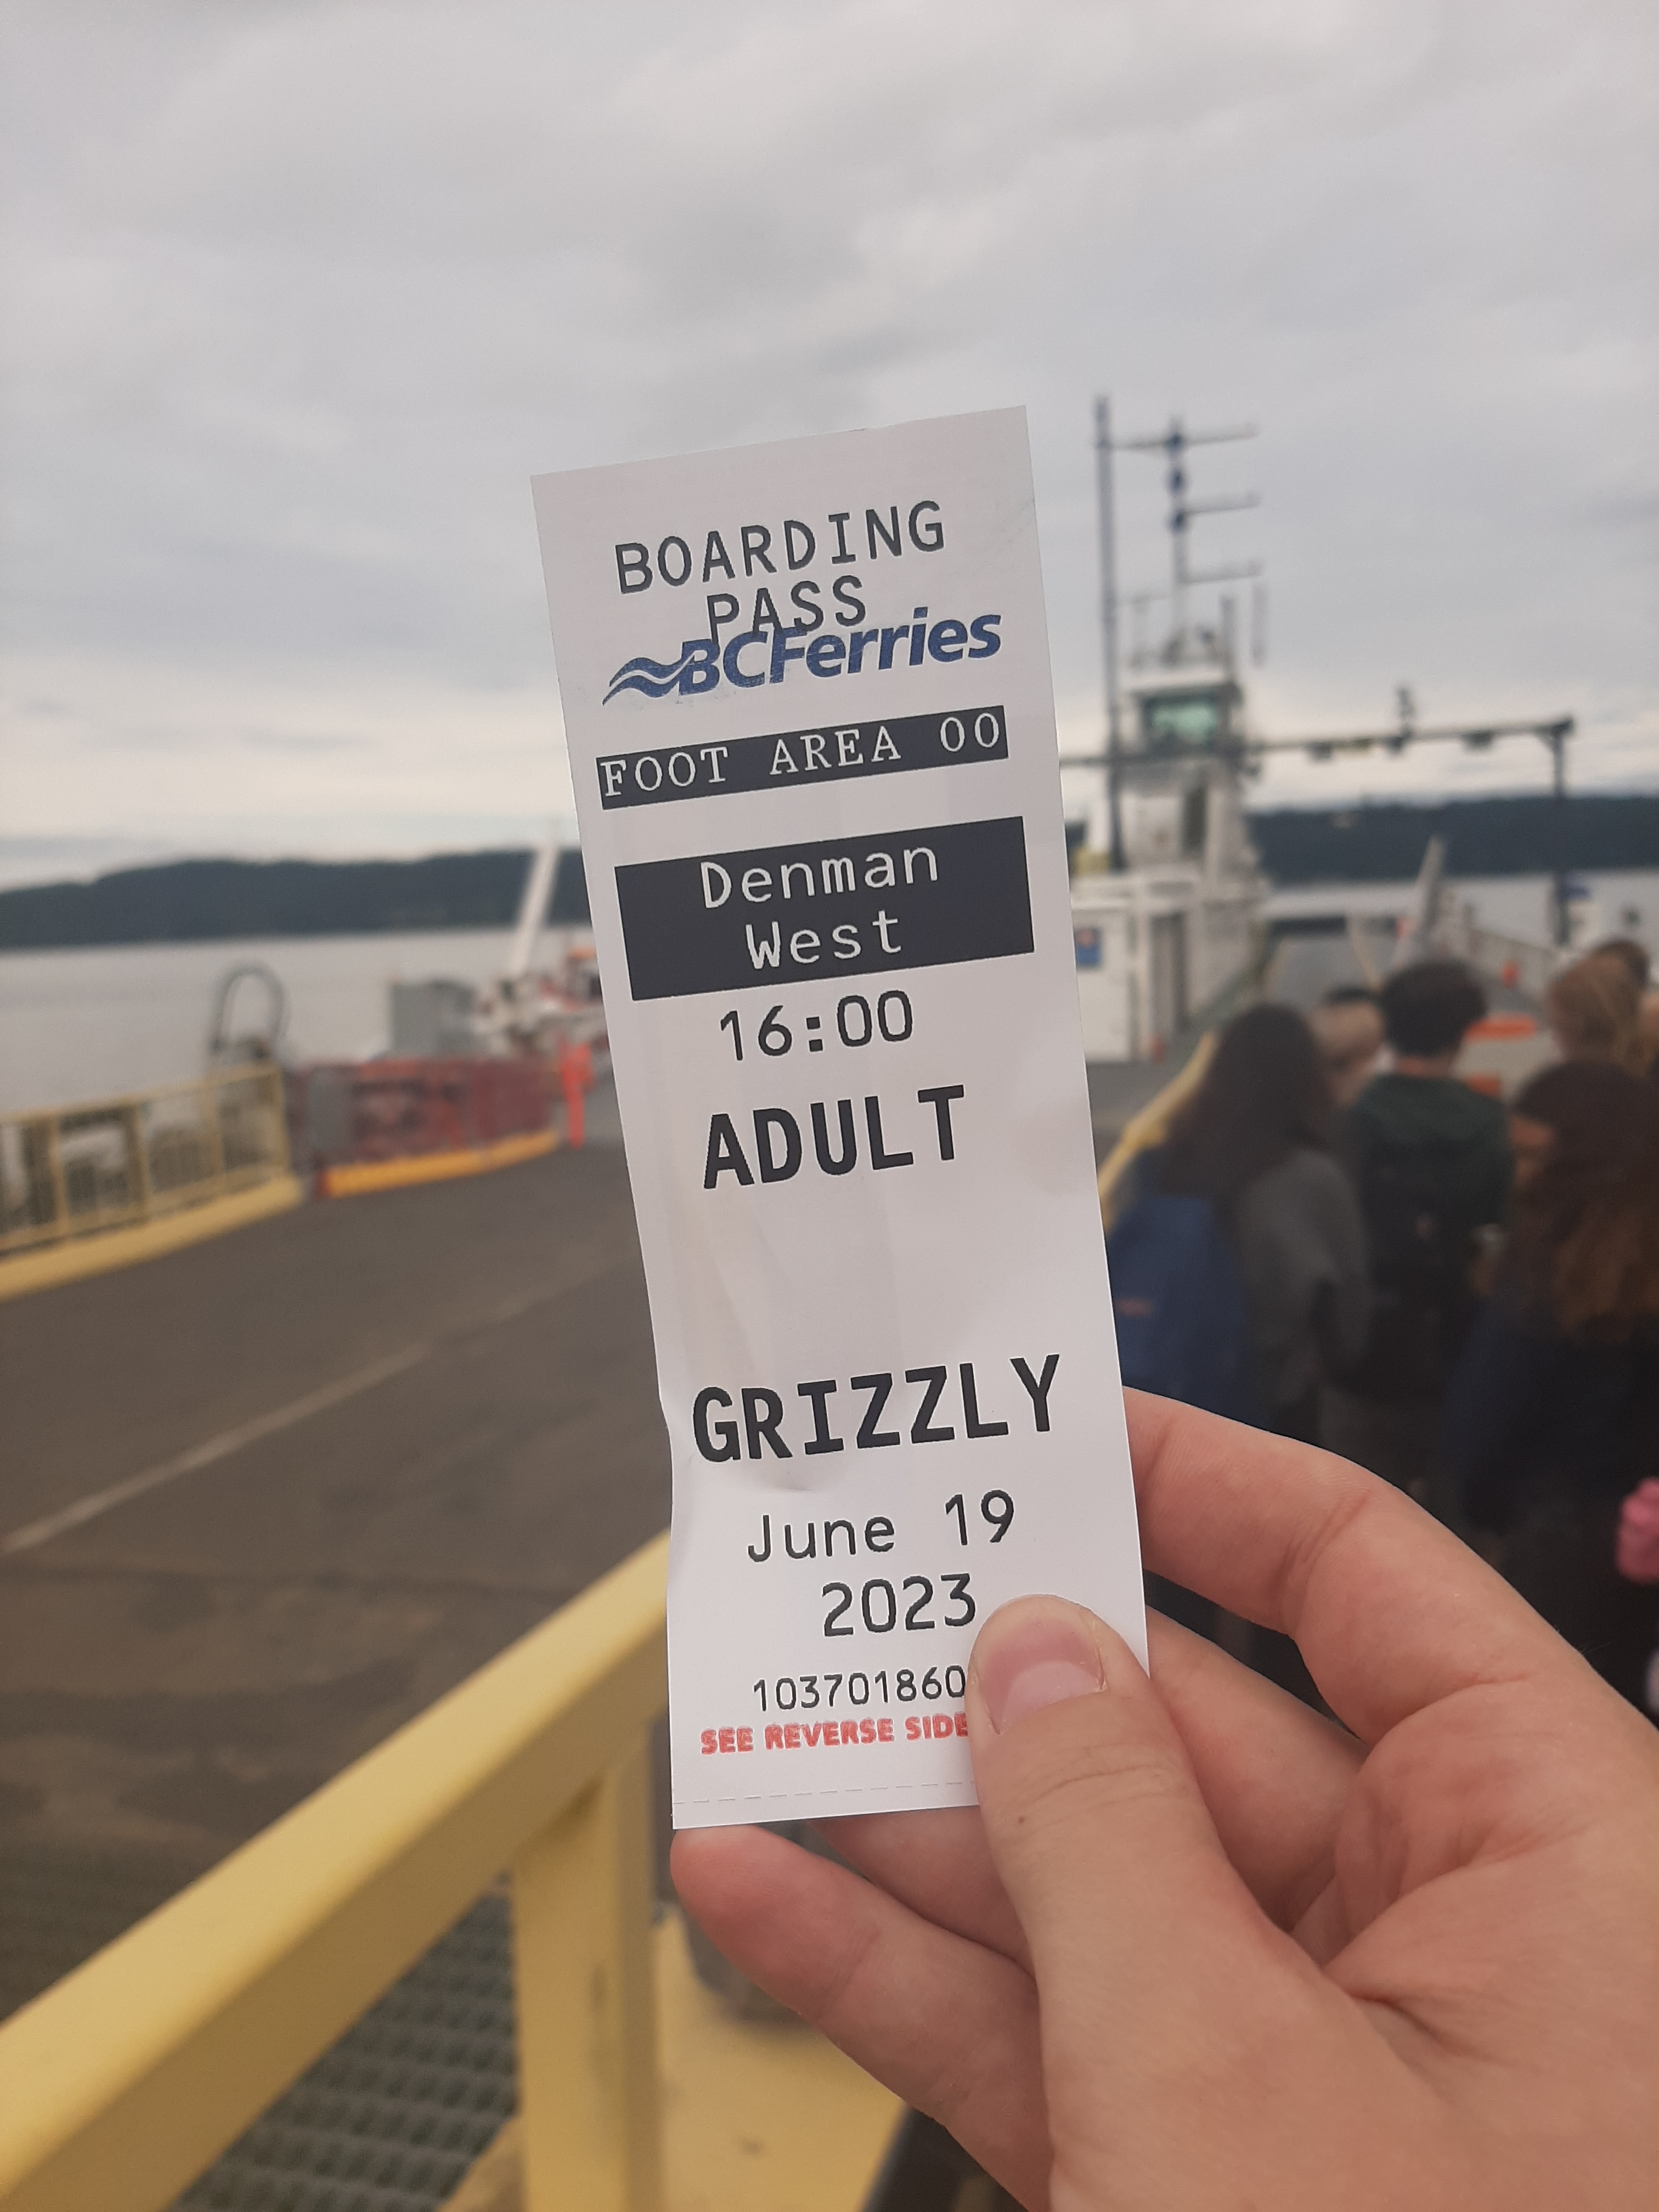 BOARDING
PASS
BCFerries
FOOT AREA 00
Denman
West
16:00
ADULT
GRIZZLY
June 19
2023
103701860
SEE REVERSE SIDE